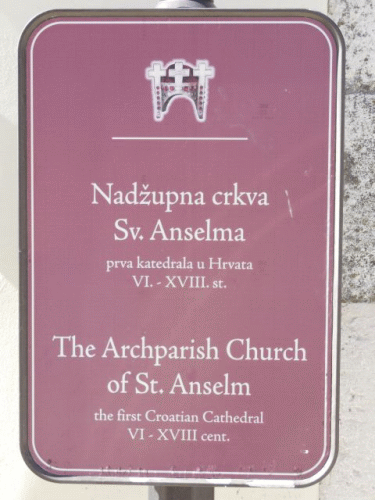 Nadžupna crkva
Sv. Anselma
prva katedrala u Hrvata
VI. - XVIII. st.
The Archparish Church
of St. Anselm
the first Croatian Cathedral
VI - XVIII cent.